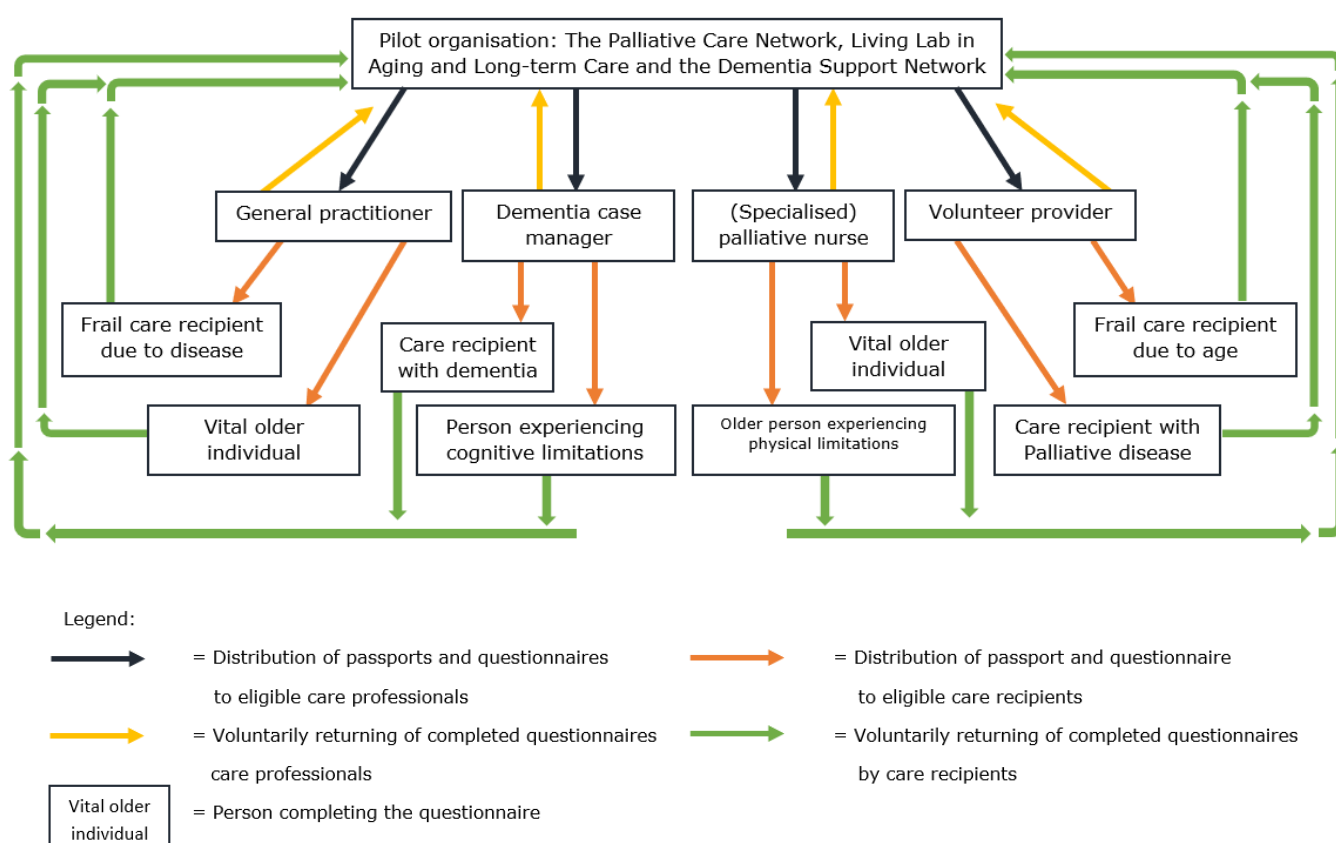 Pilot organisation: The Palliative Care Network, Living Lab in
Aging and Long-term Care and the Dementia Support Network
General practitioner
Dementia case
manager
(Specialised)
palliative nurse
Volunteer provider
Frail care recipient
due to disease
Care recipient
with dementia
Vital older
individual
Frail care recipient
due to age
Vital older
individual
Person experiencing
cognitive limitations
Older person experiencing
physical limitations
Care recipient with
Palliative disease
Legend:
= Distribution of passports and questionnaires
to eligible care professionals
= Distribution of passport and questionnaire
to eligible care recipients
= Voluntarily returning of completed questionnaires
care professionals
= Voluntarily returning of completed questionnaires
by care recipients
Vital older
individual
= Person completing the questionnaire